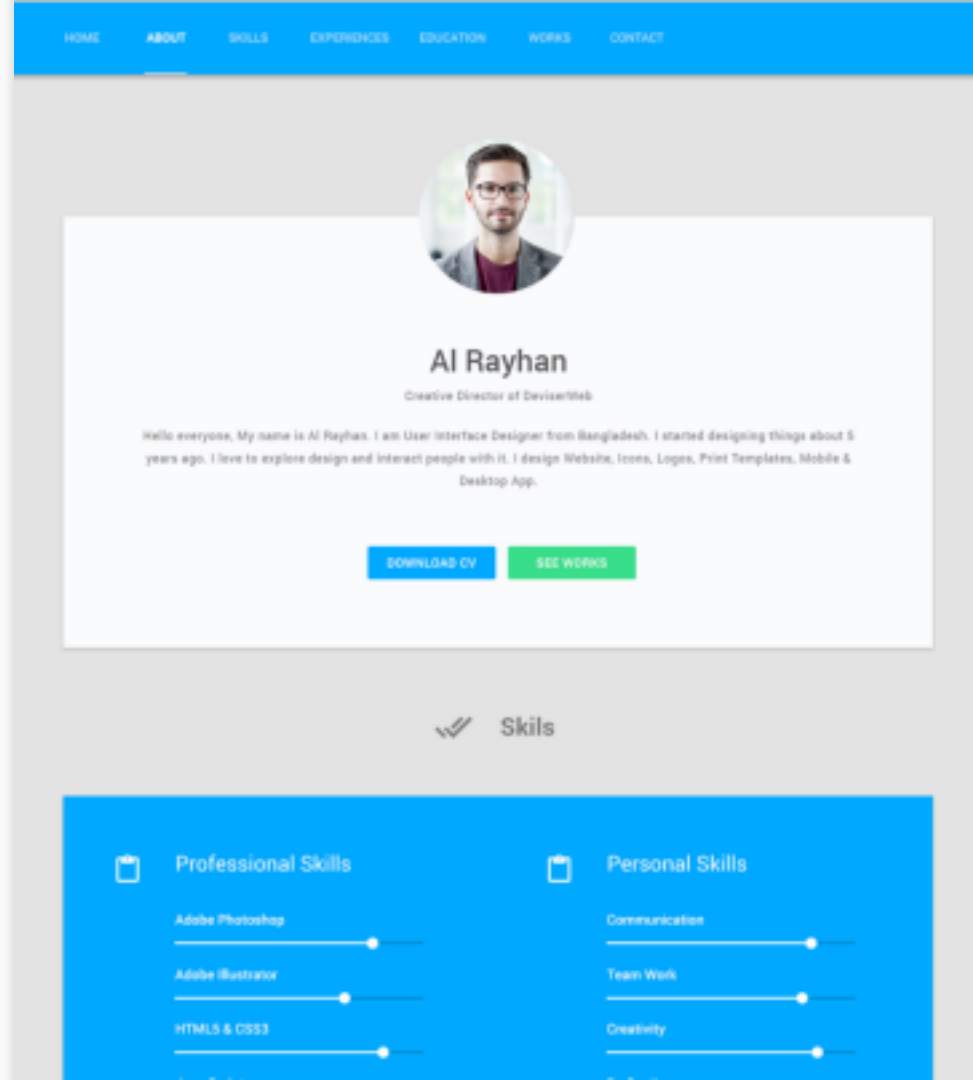 HOME ABOUT SKILLS EXPERIENCES EDUCATION WORKS CONTACT
Al Rayhan
Creative Director of DeviserWeb
Hello everyone, My name is Al Rayhan. I am User Interface Designer from Bangladesh. I started designing things about 5
years ago. I love to explore design and interact people with it. I design Website, Icons, Logos, Print Templates, Mobile &
Desktop App.
DOWNLOAD CV SEE WORKS
Skils
Professional Skills
Adobe Photoshop
Adobe Illustrator
HTML5 & CSS3
Personal Skills
Communication
Team Work
Creativity